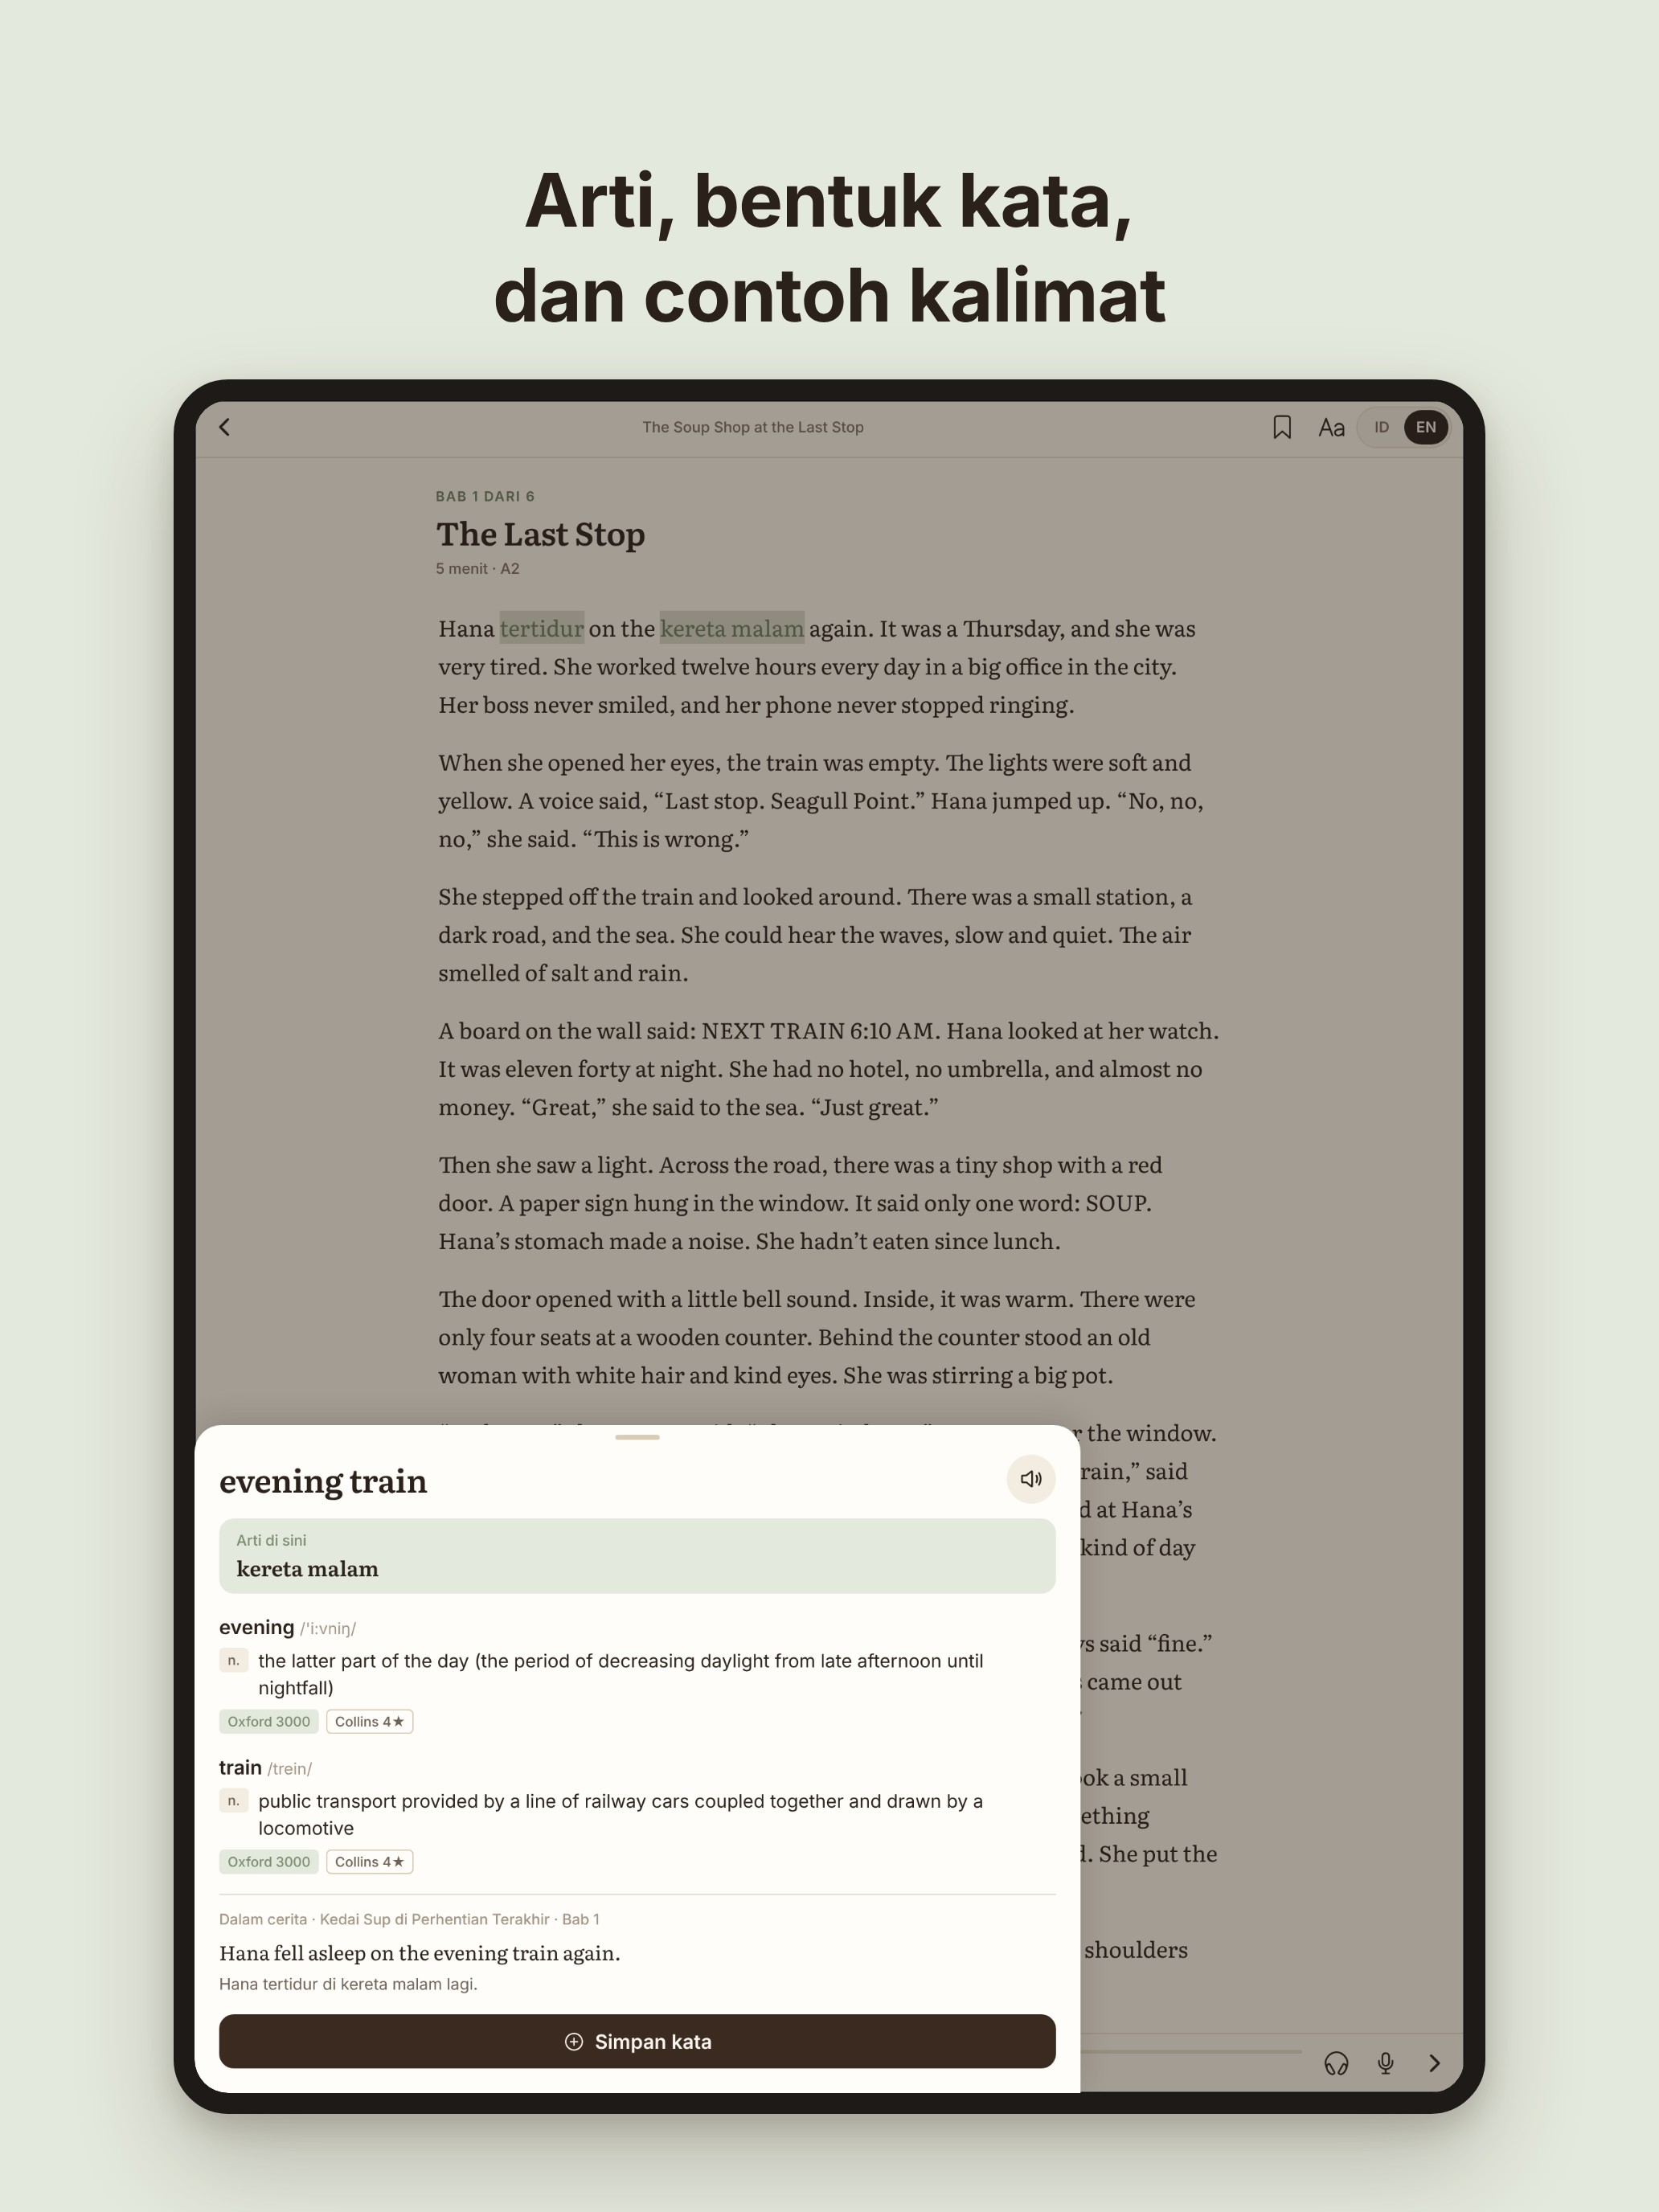 Arti, bentuk kata,
dan contoh kalimat
The Soup Shop at the Last Stop
Aa
ID
EN
BAB 1 DARI 6
The Last Stop
5 menit · A2
Hana tertidur on the kereta malam again. It was a Thursday, and she was
very tired. She worked twelve hours every day in a big office in the city.
Her boss never smiled, and her phone never stopped ringing.
When she opened her eyes, the train was empty. The lights were soft and
yellow. A voice said, “Last stop. Seagull Point.” Hana jumped up. “No, no,
no,” she said. “This is wrong.”
She stepped off the train and looked around. There was a small station, a
dark road, and the sea. She could hear the waves, slow and quiet. The air
smelled of salt and rain.
A board on the wall said: NEXT TRAIN 6:10 AM. Hana looked at her watch.
It was eleven forty at night. She had no hotel, no umbrella, and almost no
money. “Great,” she said to the sea. “Just great.”
Then she saw a light. Across the road, there was a tiny shop with a red
door. A paper sign hung in the window. It said only one word: SOUP.
Hana’s stomach made a noise. She hadn’t eaten since lunch.
The door opened with a little bell sound. Inside, it was warm. There were
only four seats at a wooden counter. Behind the counter stood an old
woman with white hair and kind eyes. She was stirring a big pot.
the window.
rain,” said
at Hana’s
kind of day
said “fine.”
came out
a small
She put the
shoulders
evening train
Arti di sini
kereta malam
evening /'i:vniŋ/
n. the latter part of the day (the period of decreasing daylight from late afternoon until
nightfall)
Oxford 3000 Collins 4★
train /trein/
n. public transport provided by a line of railway cars coupled together and drawn by a
locomotive
Oxford 3000 Collins 4★
Dalam cerita · Kedai Sup di Perhentian Terakhir · Bab 1
Hana fell asleep on the evening train again.
Hana tertidur di kereta malam lagi.
Simpan kata